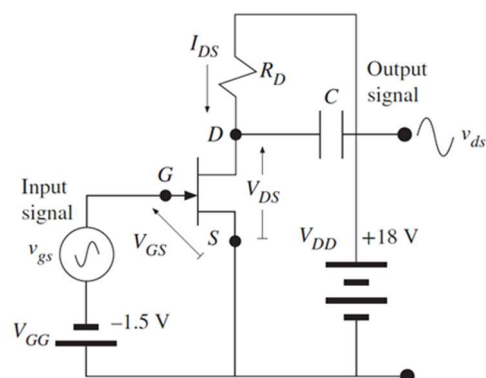 I_DS
R_D
Output
signal
C
D
v_ds
G
V_DS
Input
signal
V_GS
S
V_DD
+18 V
v_gs
–1.5 V
V_GG